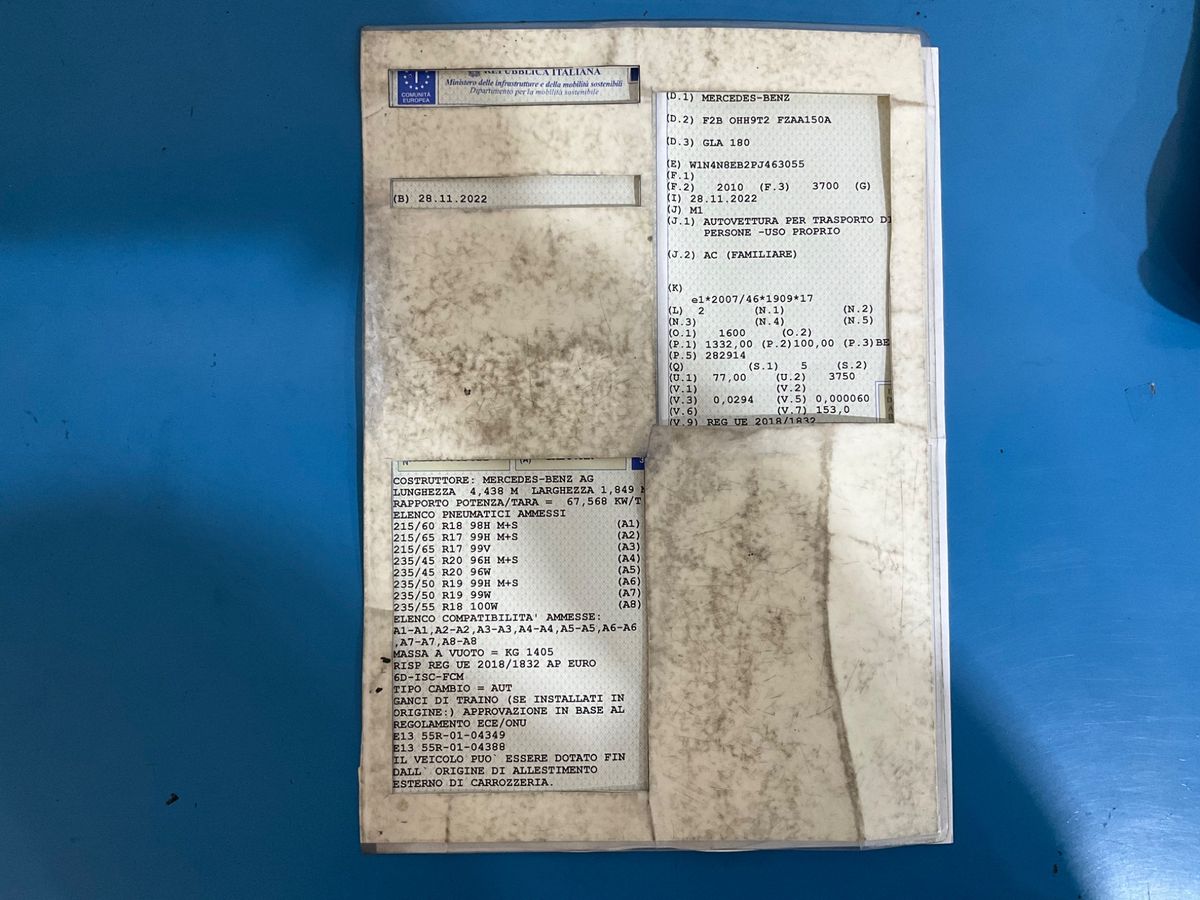 REPUBBLICA ITALIANA
Ministero delle infrastrutture e della mobilità sostenibili
Dipartimento per la mobilità sostenibile
COMUNITÀ
EUROPEA
(B) 28.11.2022
(D.1) MERCEDES-BENZ
(D.2) F2B OHH9T2 FZAA150A
(D.3) GLA 180
(E) W1N4N8EB2PJ463055
(F.1)
(F.2) 2010 (F.3) 3700 (G)
(I) 28.11.2022
(J) M1
(J.1) AUTOVETTURA PER TRASPORTO DI
PERSONE -USO PROPRIO
(J.2) AC (FAMILIARE)
(K)
e1*2007/46*1909*17
(L) 2 (N.1) (N.2)
(N.3) (N.4) (N.5)
(O.1) 1600 (O.2)
(P.1) 1332,00 (P.2)100,00 (P.3)BE
(P.5) 282914
(Q) (S.1) 5 (S.2)
(U.1) 77,00 (U.2) 3750
(V.1) (V.2)
(V.3) 0,0294 (V.5) 0,000060
(V.6) (V.7) 153,0
(V.9) REG UE 2018/1832
N° (A)
COSTRUTTORE: MERCEDES-BENZ AG
LUNGHEZZA 4,438 M LARGHEZZA 1,849 M
RAPPORTO POTENZA/TARA = 67,568 KW/T
ELENCO PNEUMATICI AMMESSI
215/60 R18 98H M+S (A1)
215/65 R17 99H M+S (A2)
215/65 R17 99V (A3)
235/45 R20 96H M+S (A4)
235/45 R20 96W (A5)
235/50 R19 99H M+S (A6)
235/50 R19 99W (A7)
235/55 R18 100W (A8)
ELENCO COMPATIBILITA' AMMESSE:
A1-A1,A2-A2,A3-A3,A4-A4,A5-A5,A6-A6
,A7-A7,A8-A8
MASSA A VUOTO = KG 1405
RISP REG UE 2018/1832 AP EURO
6D-ISC-FCM
TIPO CAMBIO = AUT
GANCI DI TRAINO (SE INSTALLATI IN
ORIGINE:) APPROVAZIONE IN BASE AL
REGOLAMENTO ECE/ONU
E13 55R-01-04349
E13 55R-01-04388
IL VEICOLO PUO` ESSERE DOTATO FIN
DALL` ORIGINE DI ALLESTIMENTO
ESTERNO DI CARROZZERIA.